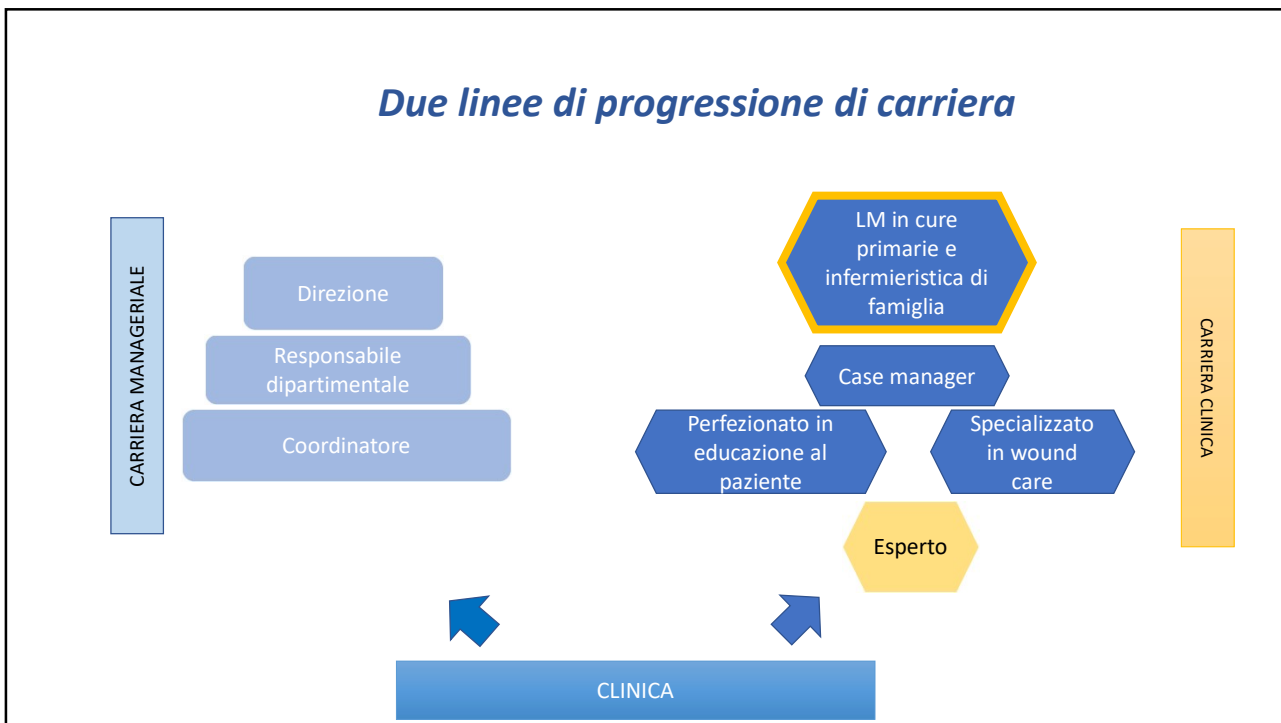 Due linee di progressione di carriera
CARRIERA MANAGERIALE
Direzione
Responsabile
dipartimentale
Coordinatore
LM in cure
primarie e
infermieristica di
famiglia
Case manager
Perfezionato in
educazione al
paziente
Specializzato
in wound
care
Esperto
CARRIERA CLINICA
CLINICA